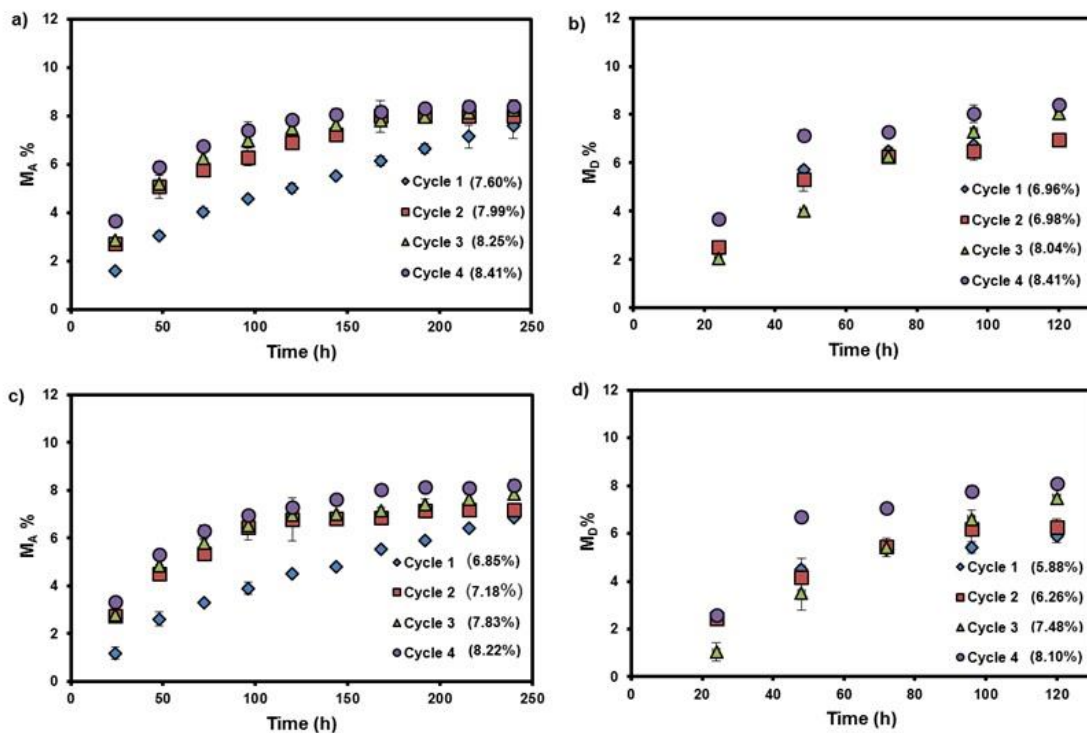 a)
12
10
8
6
4
2
0
M_A %
0 50 100 150 200 250
Time (h)
Cycle 1 (7.60%)
Cycle 2 (7.99%)
Cycle 3 (8.25%)
Cycle 4 (8.41%)
b)
12
10
8
6
4
2
0
M_D %
0 20 40 60 80 100 120
Time (h)
Cycle 1 (6.96%)
Cycle 2 (6.98%)
Cycle 3 (8.04%)
Cycle 4 (8.41%)
c)
12
10
8
6
4
2
0
M_A %
0 50 100 150 200 250
Time (h)
Cycle 1 (6.85%)
Cycle 2 (7.18%)
Cycle 3 (7.83%)
Cycle 4 (8.22%)
d)
12
10
8
6
4
2
0
M_D %
0 20 40 60 80 100 120
Time (h)
Cycle 1 (5.88%)
Cycle 2 (6.26%)
Cycle 3 (7.48%)
Cycle 4 (8.10%)